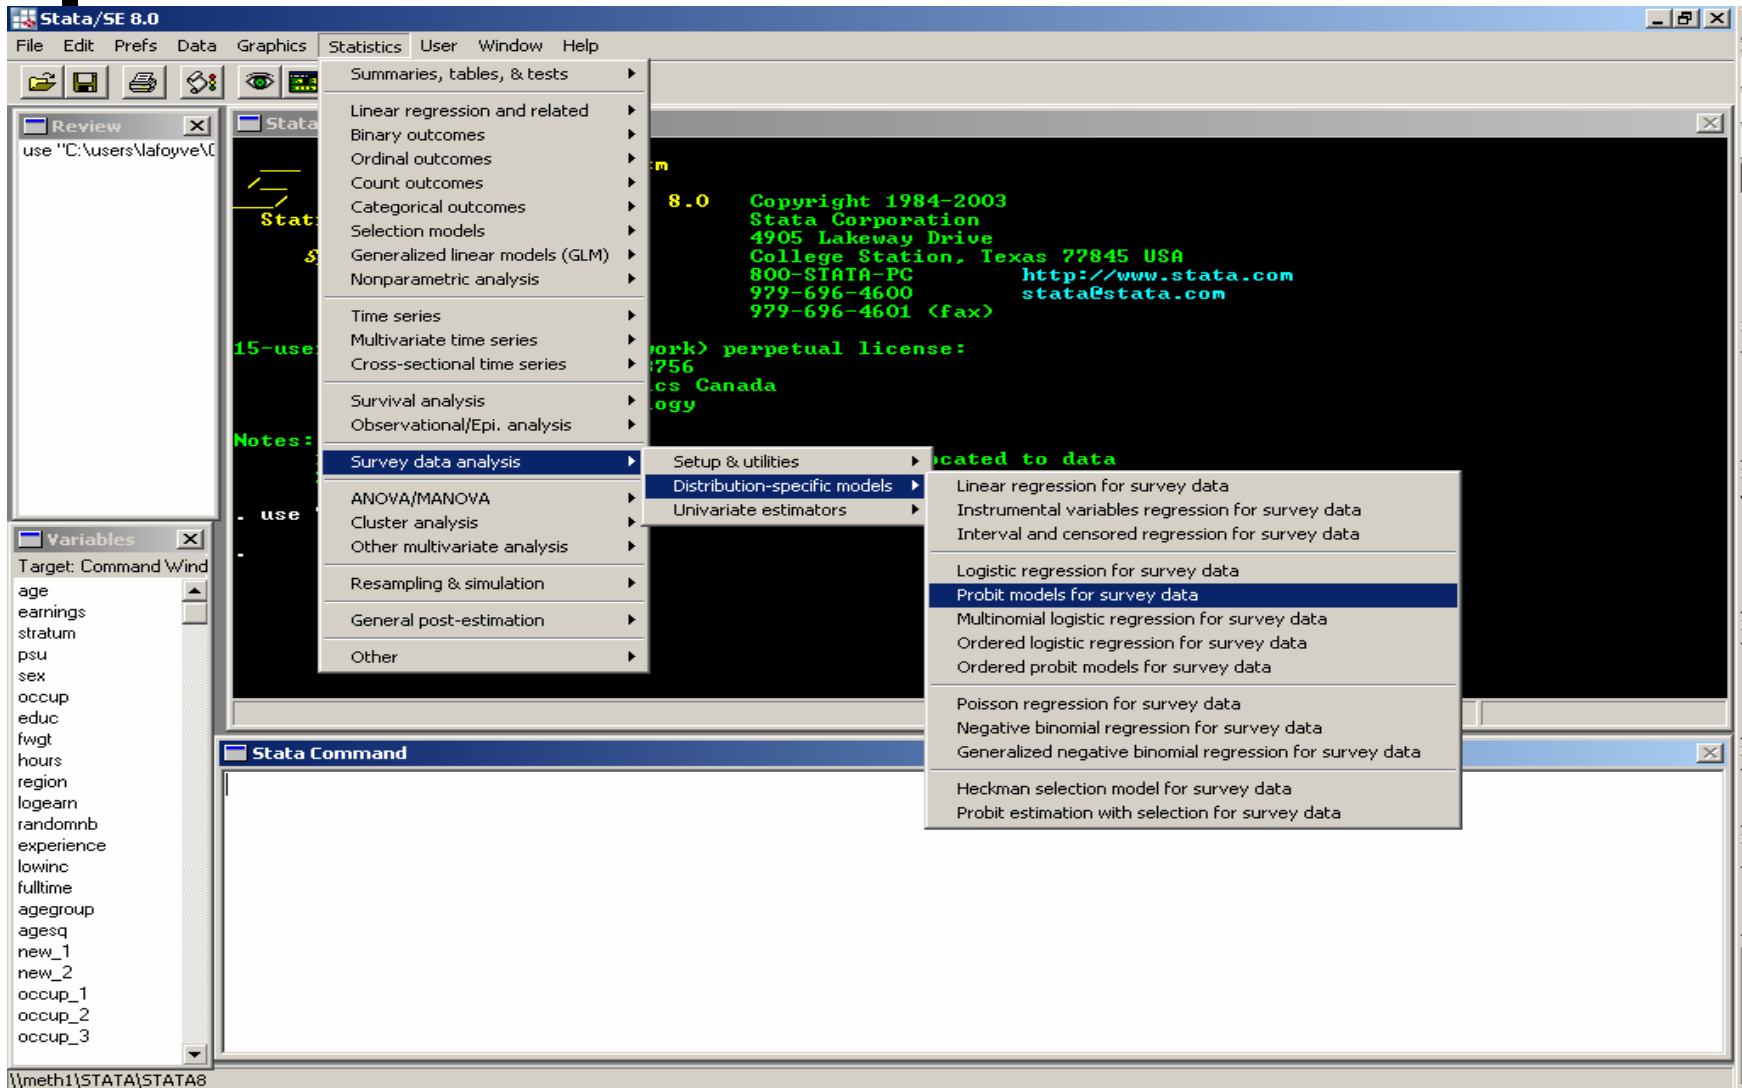 Stata/SE 8.0
File Edit Prefs Data Graphics Statistics User Window Help
Review
use "C:\users\lafoyve\
Variables
Target: Command Wind
age
earnings
stratum
psu
sex
occup
educ
fwgt
hours
region
logearn
randomnb
experience
lowinc
fulltime
agegroup
agesq
new_1
new_2
occup_1
occup_2
occup_3
Stata
8.0 Copyright 1984-2003
Stata Corporation
4905 Lakeway Drive
College Station, Texas 77845 USA
800-STATA-PC http://www.stata.com
979-696-4600 stata@stata.com
979-696-4601 (fax)
15-use ork) perpetual license:
3756
cs Canada
ogy
Notes:
cated to data
. use "
.
Summaries, tables, & tests
Linear regression and related
Binary outcomes
Ordinal outcomes
Count outcomes
Categorical outcomes
Selection models
Generalized linear models (GLM)
Nonparametric analysis
Time series
Multivariate time series
Cross-sectional time series
Survival analysis
Observational/Epi. analysis
Survey data analysis
ANOVA/MANOVA
Cluster analysis
Other multivariate analysis
Resampling & simulation
General post-estimation
Other
Setup & utilities
Distribution-specific models
Univariate estimators
Linear regression for survey data
Instrumental variables regression for survey data
Interval and censored regression for survey data
Logistic regression for survey data
Probit models for survey data
Multinomial logistic regression for survey data
Ordered logistic regression for survey data
Ordered probit models for survey data
Poisson regression for survey data
Negative binomial regression for survey data
Generalized negative binomial regression for survey data
Heckman selection model for survey data
Probit estimation with selection for survey data
Stata Command
\\meth1\STATA\STATA8